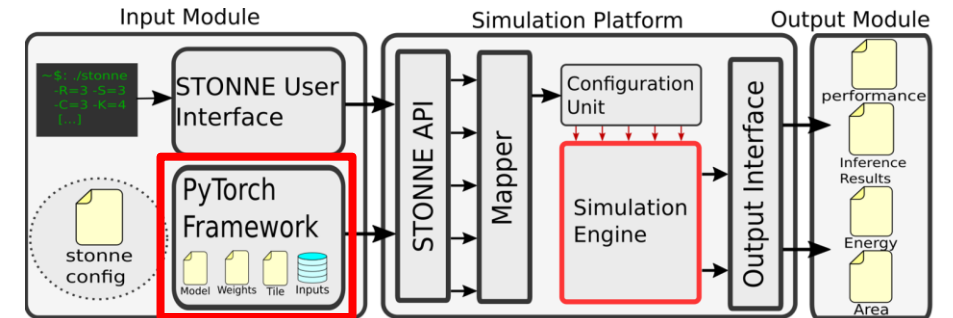 Input Module
Simulation Platform
Output Module
~$: ./stonne
-R=3 -S=3
-C=3 -K=4
[...]
STONNE User
Interface
stonne
config
PyTorch
Framework
Model
Weights
Tile
Inputs
STONNE API
Mapper
Configuration
Unit
Simulation
Engine
Output Interface
performance
Inference
Results
Energy
Area